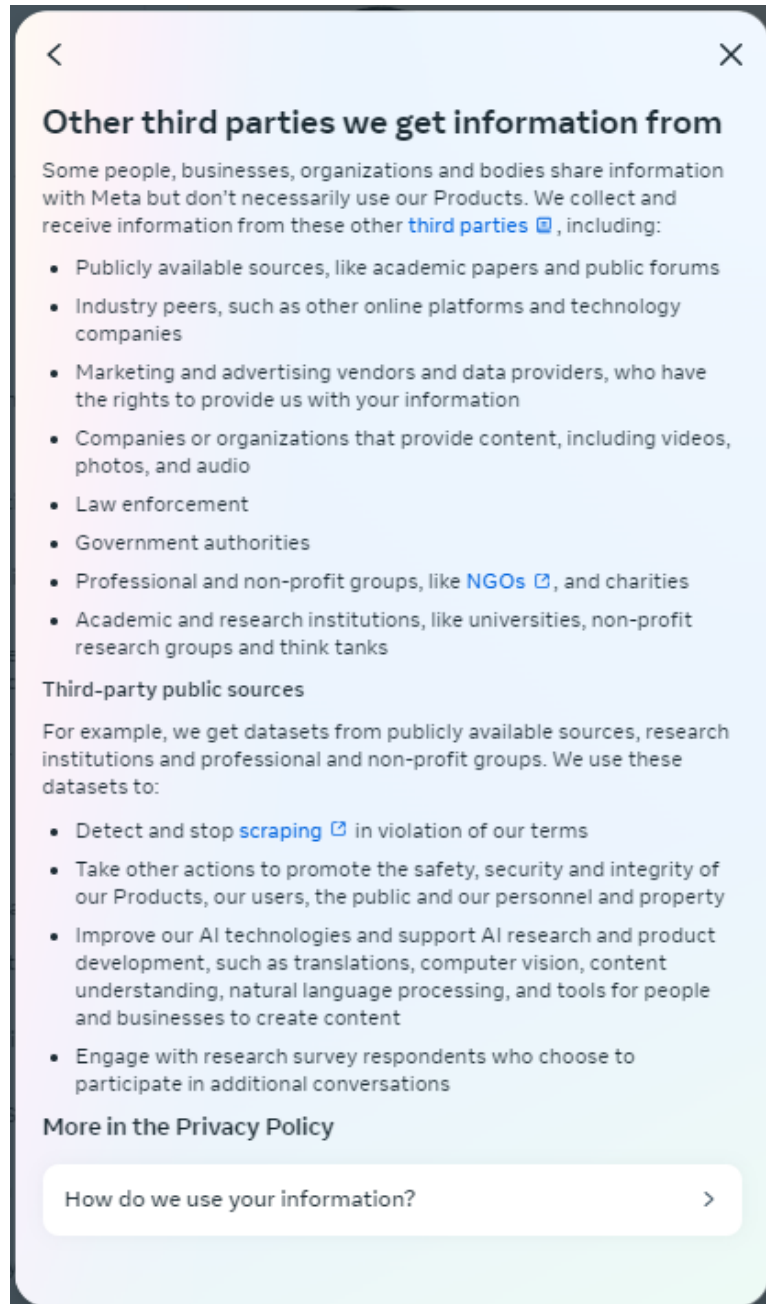 Other third parties we get information from
Some people, businesses, organizations and bodies share information
with Meta but don't necessarily use our Products. We collect and
receive information from these other third parties , including:
• Publicly available sources, like academic papers and public forums
• Industry peers, such as other online platforms and technology
companies
• Marketing and advertising vendors and data providers, who have
the rights to provide us with your information
• Companies or organizations that provide content, including videos,
photos, and audio
• Law enforcement
• Government authorities
• Professional and non-profit groups, like NGOs , and charities
• Academic and research institutions, like universities, non-profit
research groups and think tanks
Third-party public sources
For example, we get datasets from publicly available sources, research
institutions and professional and non-profit groups. We use these
datasets to:
• Detect and stop scraping in violation of our terms
• Take other actions to promote the safety, security and integrity of
our Products, our users, the public and our personnel and property
• Improve our AI technologies and support AI research and product
development, such as translations, computer vision, content
understanding, natural language processing, and tools for people
and businesses to create content
• Engage with research survey respondents who choose to
participate in additional conversations
More in the Privacy Policy
How do we use your information?